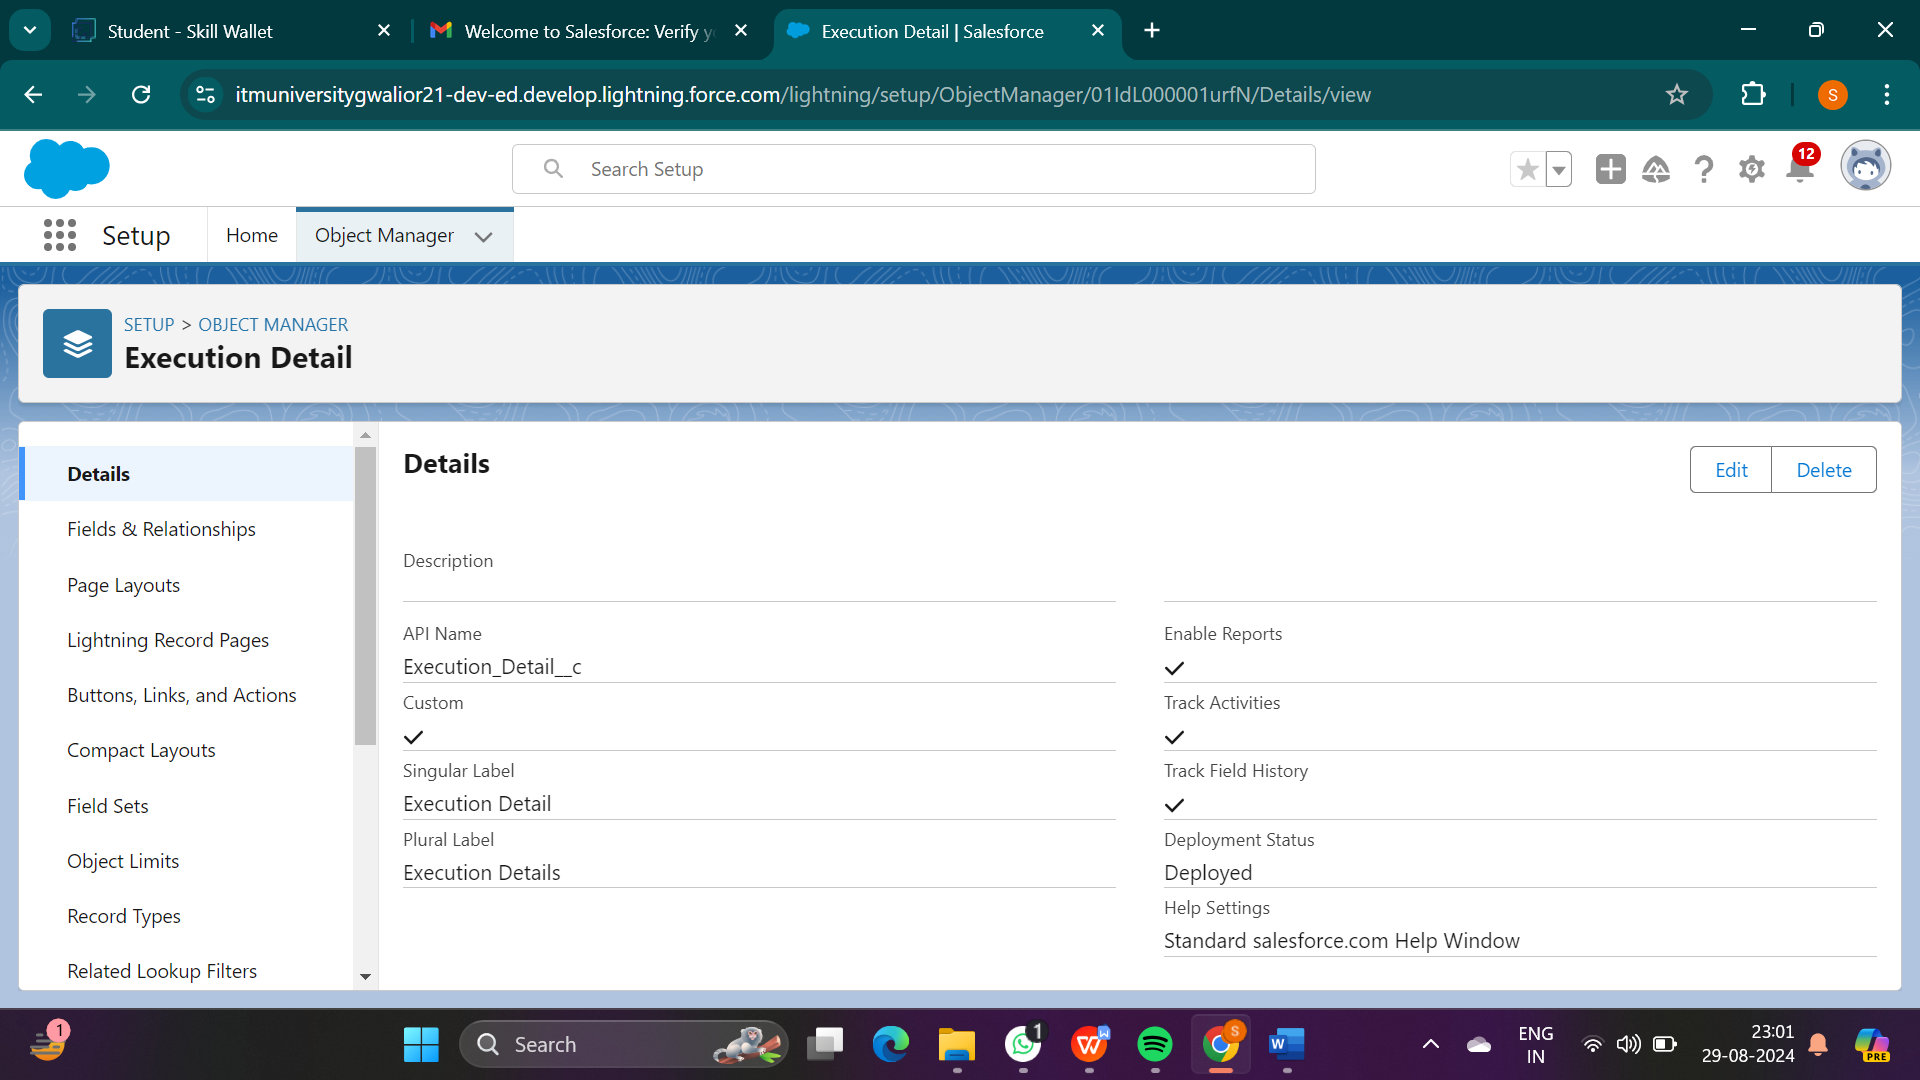 Student - Skill Wallet
Welcome to Salesforce: Verify yo
Execution Detail | Salesforce
itmuniversitygwalior21-dev-ed.develop.lightning.force.com/lightning/setup/ObjectManager/01IdL000001urfN/Details/view
S
Search Setup
12
Setup
Home
Object Manager
SETUP > OBJECT MANAGER
Execution Detail
Details
Fields & Relationships
Page Layouts
Lightning Record Pages
Buttons, Links, and Actions
Compact Layouts
Field Sets
Object Limits
Record Types
Related Lookup Filters
Details
Edit
Delete
Description
API Name
Execution_Detail__c
Custom
Singular Label
Execution Detail
Plural Label
Execution Details
Enable Reports
Track Activities
Track Field History
Deployment Status
Deployed
Help Settings
Standard salesforce.com Help Window
1
Search
1
W
W
S
W
ENG
IN
23:01
29-08-2024
PRE